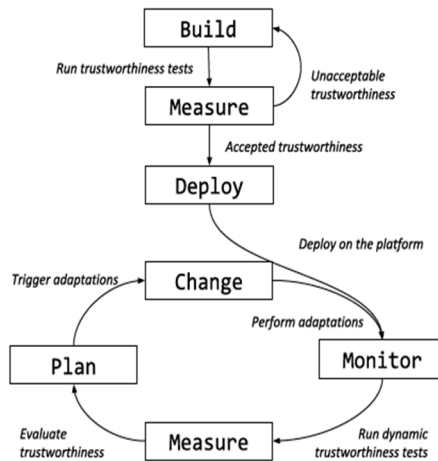 Build
Run trustworthiness tests
Unacceptable
trustworthiness
Measure
Accepted trustworthiness
Deploy
Deploy on the platform
Trigger adaptations
Change
Perform adaptations
Plan
Monitor
Evaluate
trustworthiness
Measure
Run dynamic
trustworthiness tests